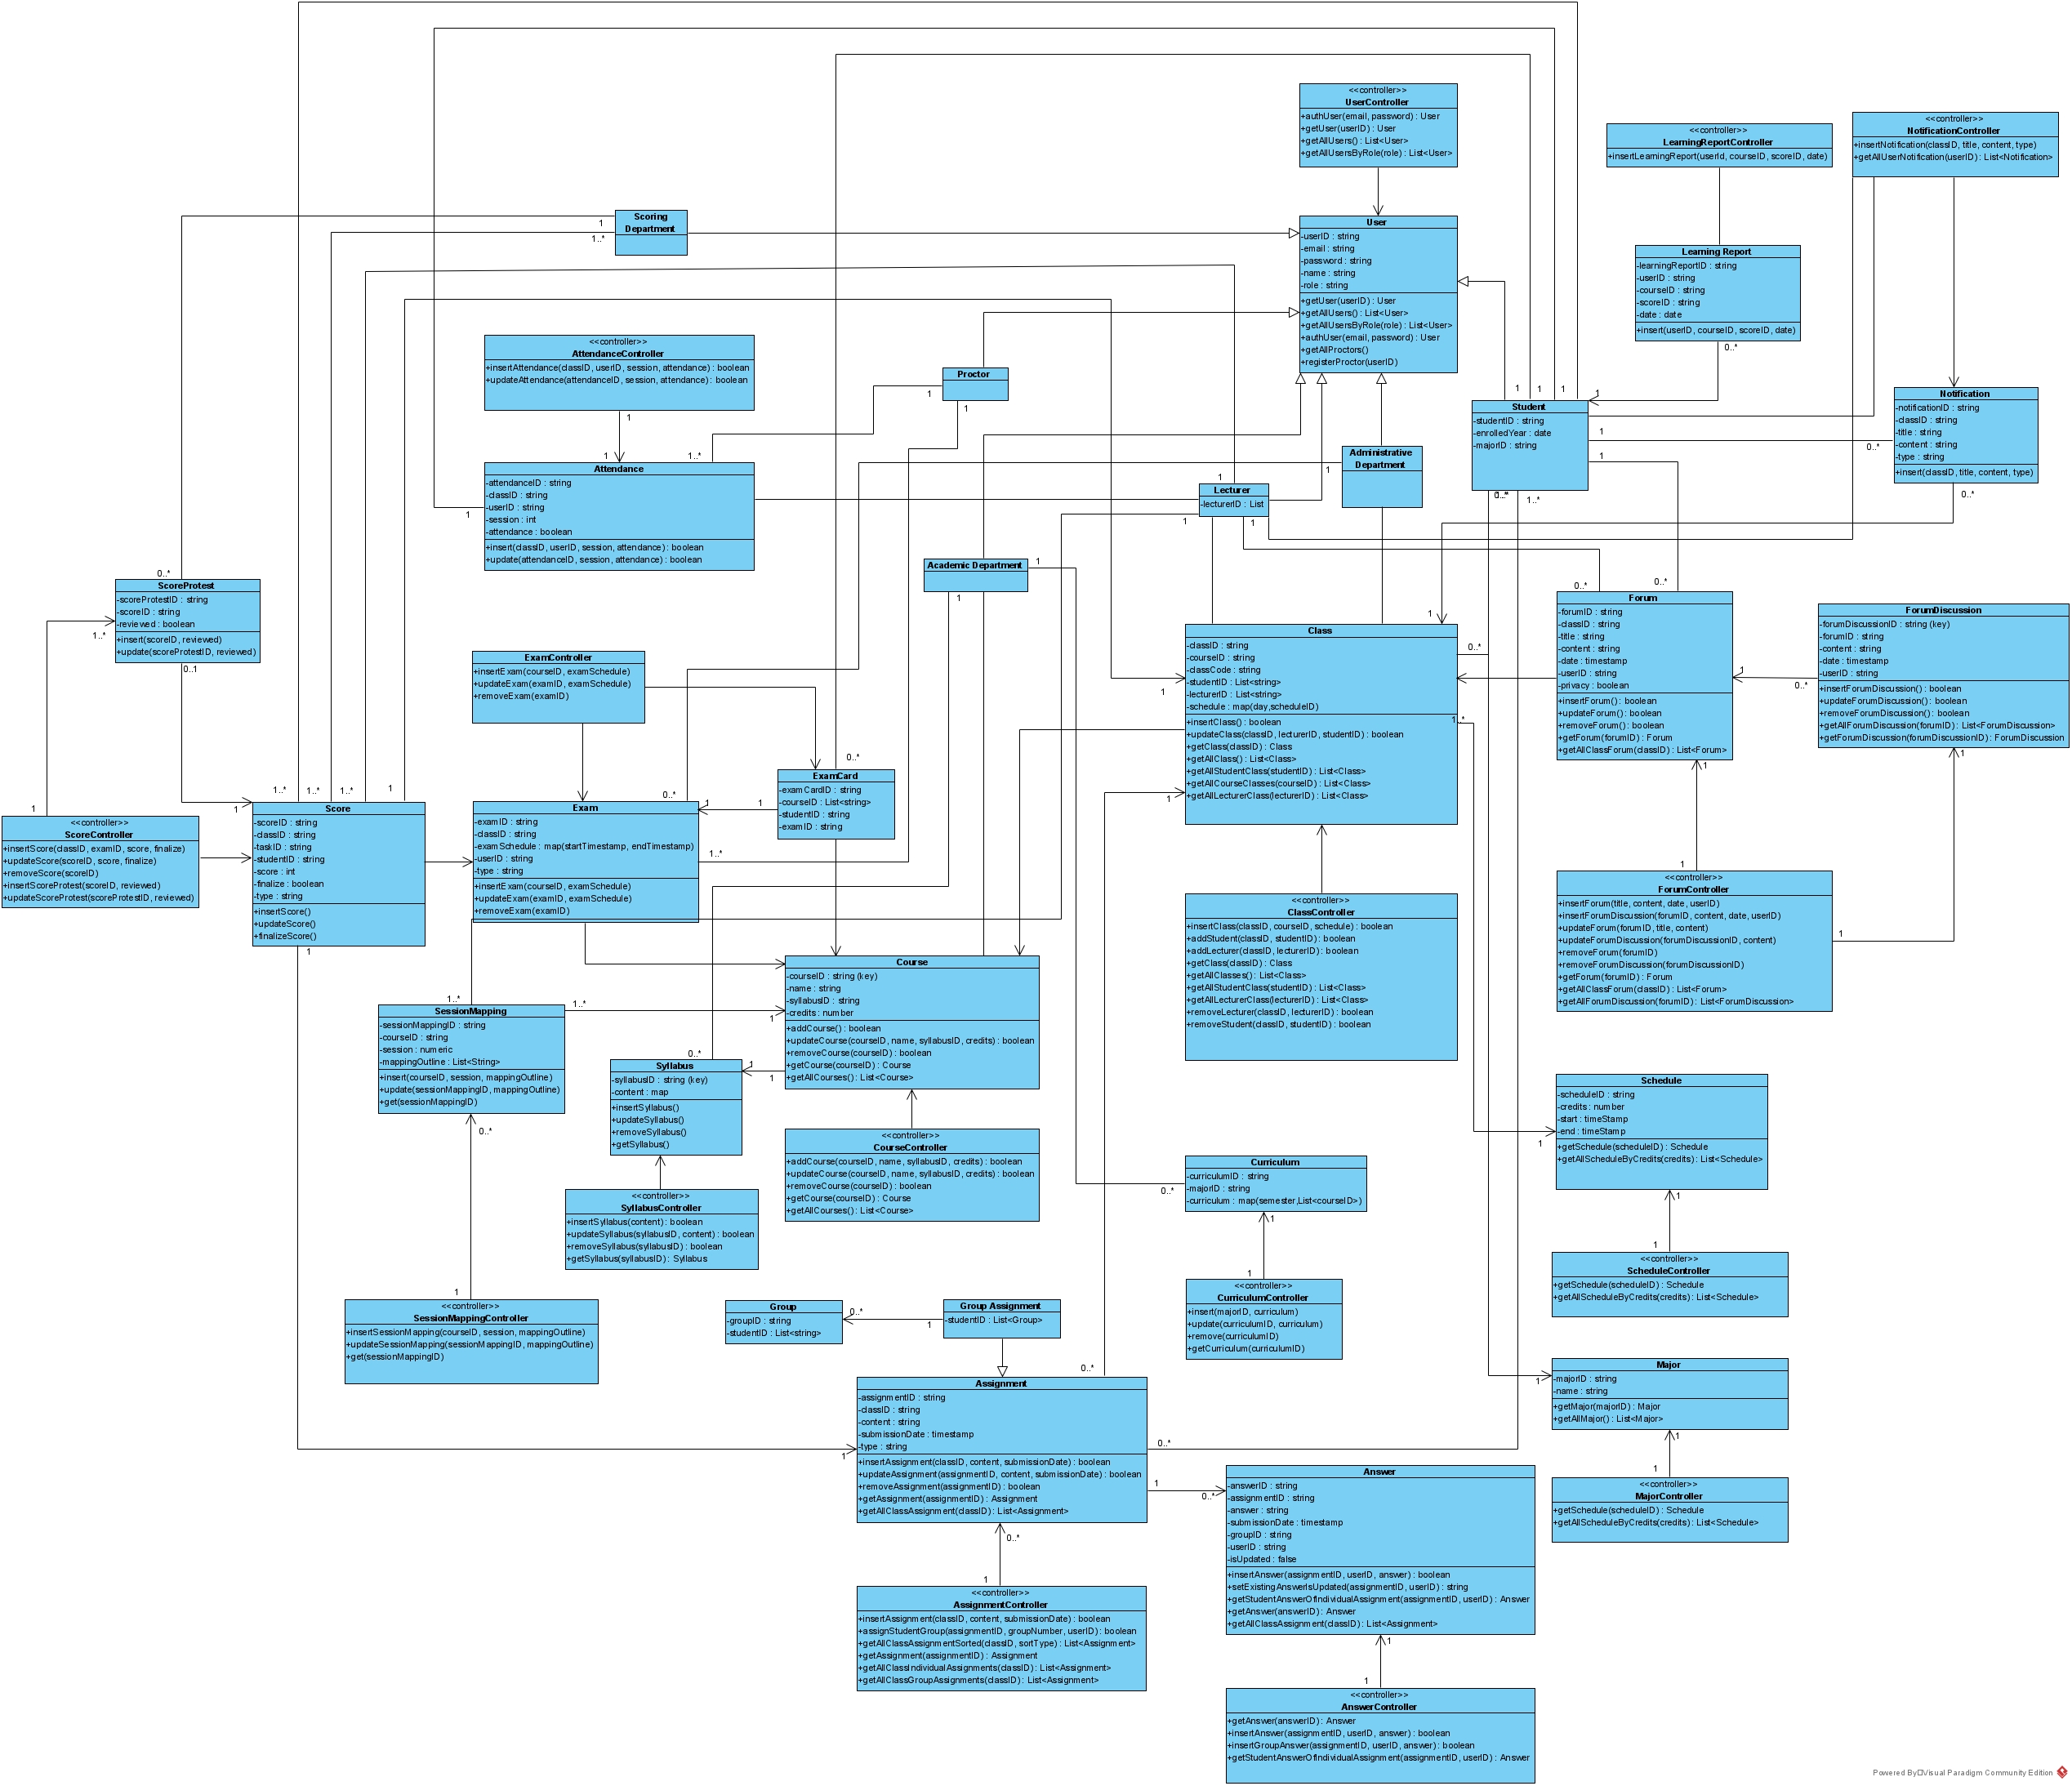 <<controller>>
UserController
+authUser(email, password) : User
+getUser(userID) : User
+getAllUsers() : List<User>
+getAllUsersByRole(role) : List<User>
<<controller>>
LearningReportController
+insertLearningReport(userId, courseID, scoreID, date)
<<controller>>
NotificationController
+insertNotification(classID, title, content, type)
+getAllUserNotification(userID) : List<Notification>
Scoring
Department
1
1..*
User
-userID : string
-email : string
-password : string
-name : string
-role : string
+getUser(userID) : User
+getAllUsers() : List<User>
+getAllUsersByRole(role) : List<User>
+authUser(email, password) : User
+getAllProctors()
+registerProctor(userID)
Learning Report
-learningReportID : string
-userID : string
-courseID : string
-scoreID : string
-date : date
+insert(userID, courseID, scoreID, date)
0..*
<<controller>>
AttendanceController
+insertAttendance(classID, userID, session, attendance) : boolean
+updateAttendance(attendanceID, session, attendance) : boolean
1
Proctor
1
1
1
1
1
1
Student
-studentID : string
-enrolledYear : date
-majorID : string
1
1
0..*
1..*
Notification
-notificationID : string
-classID : string
-title : string
-content : string
-type : string
+insert(classID, title, content, type)
0..*
0..*
1
1..*
Attendance
-attendanceID : string
-classID : string
-userID : string
-session : int
-attendance : boolean
+insert(classID, userID, session, attendance) : boolean
+update(attendanceID, session, attendance) : boolean
1
Administrative
Department
1
1
Lecturer
-lecturerID : List
1
1
Academic Department
1
1
0..*
ScoreProtest
-scoreProtestID : string
-scoreID : string
-reviewed : boolean
+insert(scoreID, reviewed)
+update(scoreProtestID, reviewed)
1..*
0..1
0..*
0..*
Forum
-forumID : string
-classID : string
-title : string
-content : string
-date : timestamp
-userID : string
-privacy : boolean
+insertForum() : boolean
+updateForum() : boolean
+removeForum() : boolean
+getForum(forumID) : Forum
+getAllClassForum(classID) : List<Forum>
1
1
0..*
ForumDiscussion
-forumDiscussionID : string (key)
-forumID : string
-content : string
-date : timestamp
-userID : string
+insertForumDiscussion() : boolean
+updateForumDiscussion() : boolean
+removeForumDiscussion() : boolean
+getAllForumDiscussion(forumID) : List<ForumDiscussion>
+getForumDiscussion(forumDiscussionID) : ForumDiscussion
1
1
Class
-classID : string
-courseID : string
-classCode : string
-studentID : List<string>
-lecturerID : List<string>
-schedule : map(day,scheduleID)
+insertClass() : boolean
+updateClass(classID, lecturerID, studentID) : boolean
+getClass(classID) : Class
+getAllClass() : List<Class>
+getAllStudentClass(studentID) : List<Class>
+getAllCourseClasses(courseID) : List<Class>
+getAllLecturerClass(lecturerID) : List<Class>
0..*
1
1
ExamController
+insertExam(courseID, examSchedule)
+updateExam(examID, examSchedule)
+removeExam(examID)
0..*
ExamCard
-examCardID : string
-courseID : List<string>
-studentID : string
-examID : string
1
1
0..*
Exam
-examID : string
-classID : string
-examSchedule : map(startTimestamp, endTimestamp)
-userID : string
-type : string
+insertExam(courseID, examSchedule)
+updateExam(examID, examSchedule)
+removeExam(examID)
1..*
1..*
1..*
1..*
1
1
Score
-scoreID : string
-classID : string
-taskID : string
-studentID : string
-score : int
-finalize : boolean
-type : string
+insertScore()
+updateScore()
+finalizeScore()
1
1
<<controller>>
ScoreController
+insertScore(classID, examID, score, finalize)
+updateScore(scoreID, score, finalize)
+removeScore(scoreID)
+insertScoreProtest(scoreID, reviewed)
+updateScoreProtest(scoreProtestID, reviewed)
<<controller>>
ClassController
+insertClass(classID, courseID, schedule) : boolean
+addStudent(classID, studentID) : boolean
+addLecturer(classID, lecturerID) : boolean
+getClass(classID) : Class
+getAllClasses() : List<Class>
+getAllStudentClass(studentID) : List<Class>
+getAllLecturerClass(lecturerID) : List<Class>
+removeLecturer(classID, lecturerID) : boolean
+removeStudent(classID, studentID) : boolean
1
<<controller>>
ForumController
+insertForum(title, content, date, userID)
+insertForumDiscussion(forumID, content, date, userID)
+updateForum(forumID, title, content)
+updateForumDiscussion(forumDiscussionID, content)
+removeForum(forumID)
+removeForumDiscussion(forumDiscussionID)
+getForum(forumID) : Forum
+getAllClassForum(classID) : List<Forum>
+getAllForumDiscussion(forumID) : List<ForumDiscussion>
1
Course
-courseID : string (key)
-name : string
-syllabusID : string
-credits : number
+addCourse() : boolean
+updateCourse(courseID, name, syllabusID, credits) : boolean
+removeCourse(courseID) : boolean
+getCourse(courseID) : Course
+getAllCourses() : List<Course>
1..*
1..*
1
SessionMapping
-sessionMappingID : string
-courseID : string
-session : numeric
-mappingOutline : List<String>
+insert(courseID, session, mappingOutline)
+update(sessionMappingID, mappingOutline)
+get(sessionMappingID)
0..*
0..*
1
1
Syllabus
-syllabusID : string (key)
-content : map
+insertSyllabus()
+updateSyllabus()
+removeSyllabus()
+getSyllabus()
<<controller>>
CourseController
+addCourse(courseID, name, syllabusID, credits) : boolean
+updateCourse(courseID, name, syllabusID, credits) : boolean
+removeCourse(courseID) : boolean
+getCourse(courseID) : Course
+getAllCourses() : List<Course>
Schedule
-scheduleID : string
-credits : number
-start : timeStamp
-end : timeStamp
+getSchedule(scheduleID) : Schedule
+getAllScheduleByCredits(credits) : List<Schedule>
1
1
Curriculum
-curriculumID : string
-majorID : string
-curriculum : map(semester,List<courseID>)
0..*
1
<<controller>>
SyllabusController
+insertSyllabus(content) : boolean
+updateSyllabus(syllabusID, content) : boolean
+removeSyllabus(syllabusID) : boolean
+getSyllabus(syllabusID) : Syllabus
1
<<controller>>
ScheduleController
+getSchedule(scheduleID) : Schedule
+getAllScheduleByCredits(credits) : List<Schedule>
1
<<controller>>
CurriculumController
+insert(majorID, curriculum)
+update(curriculumID, curriculum)
+remove(curriculumID)
+getCurriculum(curriculumID)
1
<<controller>>
SessionMappingController
+insertSessionMapping(courseID, session, mappingOutline)
+updateSessionMapping(sessionMappingID, mappingOutline)
+get(sessionMappingID)
Group
-groupID : string
-studentID : List<string>
0..*
1
Group Assignment
-studentID : List<Group>
0..*
1
Major
-majorID : string
-name : string
+getMajor(majorID) : Major
+getAllMajor() : List<Major>
1
Assignment
-assignmentID : string
-classID : string
-content : string
-submissionDate : timestamp
-type : string
+insertAssignment(classID, content, submissionDate) : boolean
+updateAssignment(assignmentID, content, submissionDate) : boolean
+removeAssignment(assignmentID) : boolean
+getAssignment(assignmentID) : Assignment
+getAllClassAssignment(classID) : List<Assignment>
1
0..*
1
0..*
0..*
Answer
-answerID : string
-assignmentID : string
-answer : string
-submissionDate : timestamp
-groupID : string
-userID : string
-isUpdated : false
+insertAnswer(assignmentID, userID, answer) : boolean
+setExistingAnswerIsUpdated(assignmentID, userID) : string
+getStudentAnswerOfIndividualAssignment(assignmentID, userID) : Answer
+getAnswer(answerID) : Answer
+getAllClassAssignment(classID) : List<Assignment>
1
1
<<controller>>
MajorController
+getSchedule(scheduleID) : Schedule
+getAllScheduleByCredits(credits) : List<Schedule>
1
<<controller>>
AssignmentController
+insertAssignment(classID, content, submissionDate) : boolean
+assignStudentGroup(assignmentID, groupNumber, userID) : boolean
+getAllClassAssignmentSorted(classID, sortType) : List<Assignment>
+getAssignment(assignmentID) : Assignment
+getAllClassIndividualAssignments(classID) : List<Assignment>
+getAllClassGroupAssignments(classID) : List<Assignment>
1
<<controller>>
AnswerController
+getAnswer(answerID) : Answer
+insertAnswer(assignmentID, userID, answer) : boolean
+insertGroupAnswer(assignmentID, userID, answer) : boolean
+getStudentAnswerOfIndividualAssignment(assignmentID, userID) : Answer
Powered By Visual Paradigm Community Edition